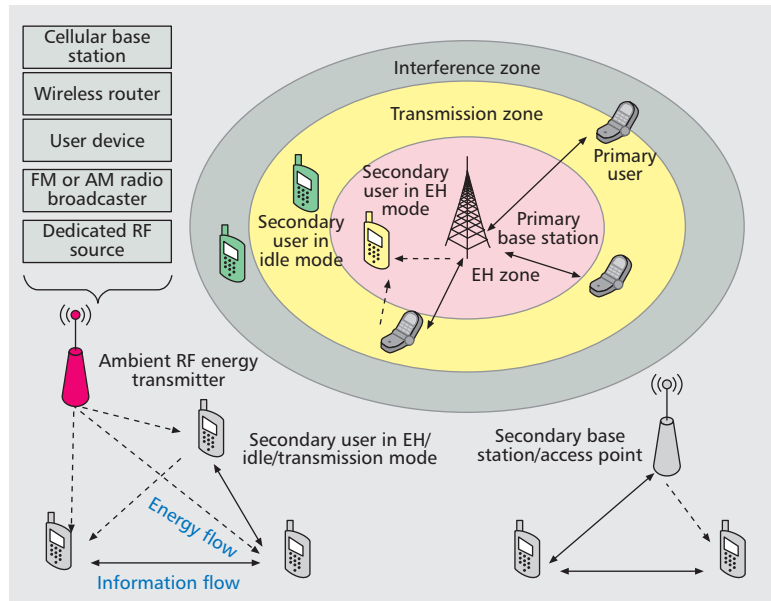 Cellular base
station
Wireless router
User device
FM or AM radio
broadcaster
Dedicated RF
source
Interference zone
Transmission zone
Primary
user
Secondary
user in EH
mode
Secondary
user in
idle mode
Primary
base station
EH zone
Ambient RF energy
transmitter
Secondary user in EH/
idle/transmission mode
Secondary base
station/access point
Energy flow
Information flow